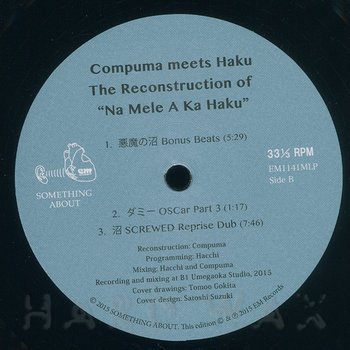 Compuma meets Haku
The Reconstruction of
"Na Mele A Ka Haku"
1. 悪魔の沼 Bonus Beats (5:29)
33⅓ RPM
EM1141MLP
Side B
SOMETHING
ABOUT
2. ダミー OSCar Part 3 (1:17)
3. 沼 SCREWED Reprise Dub (7:46)
Reconstruction: Compuma
Programming: Hacchi
Mixing: Hacchi and Compuma
Recording and mixing at B1 Umegaoka Studio, 2015
Cover drawings: Tomoo Gokita
Cover design: Satoshi Suzuki
© 2015 SOMETHING ABOUT. This edition © & ℗ 2015 EM Records